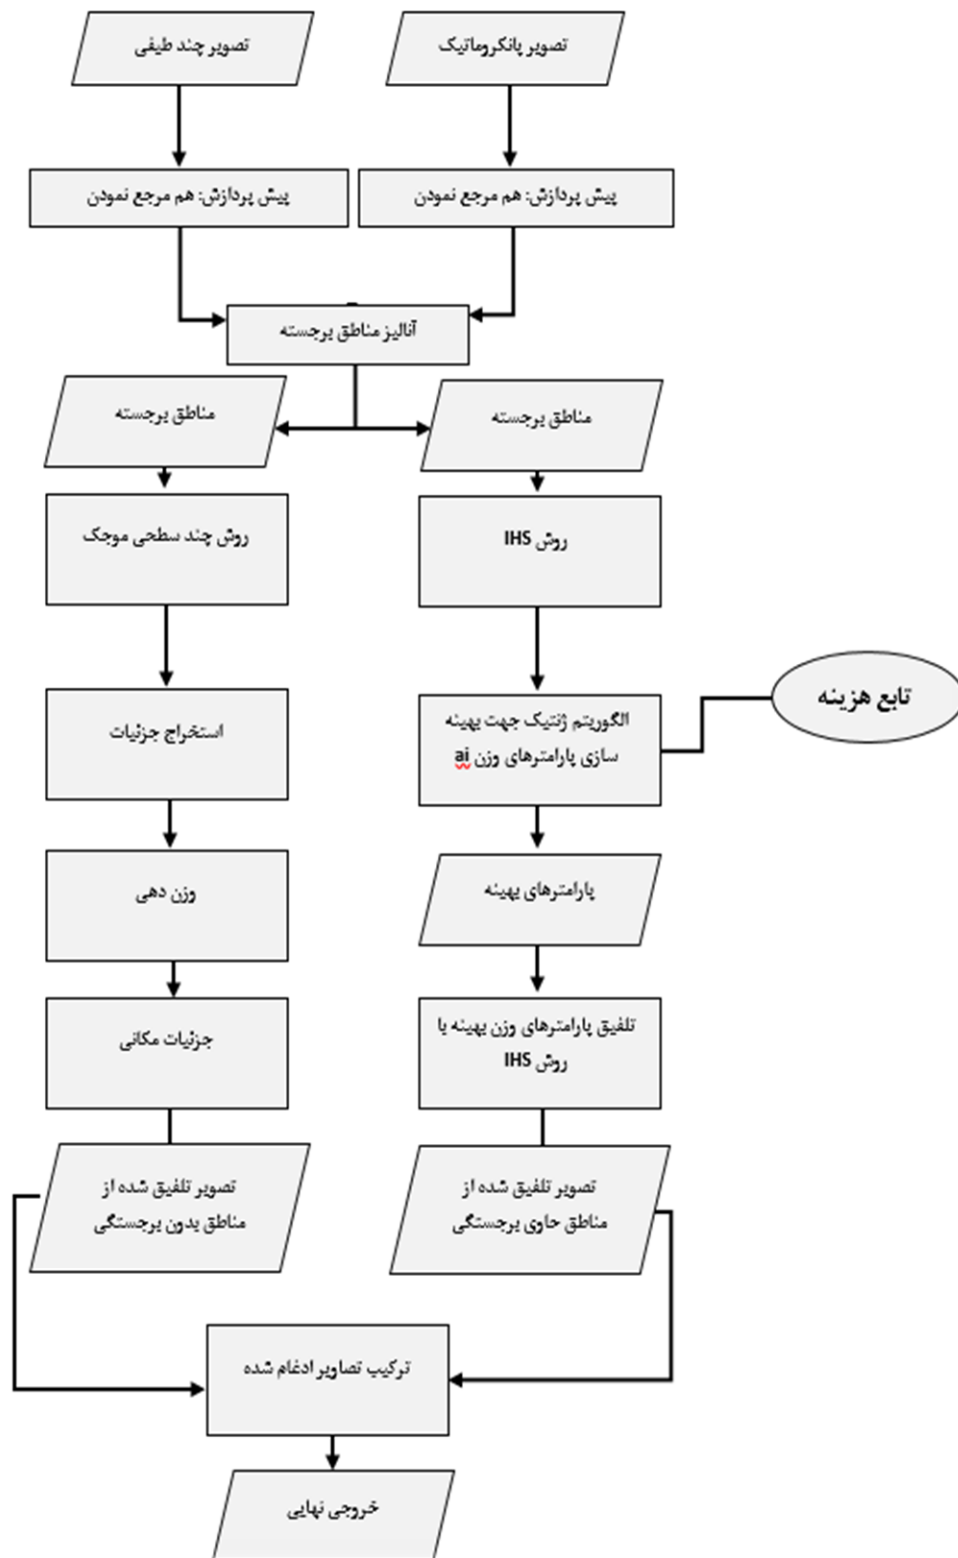 تصویر پانکروماتیک
تصویر چند طیفی
پیش پردازش: هم مرجع نمودن
پیش پردازش: هم مرجع نمودن
آنالیز مناطق برجسته
مناطق برجسته
مناطق برجسته
روش IHS
روش چند سطحی موجک
الگوریتم ژنتیک جهت بهینه
سازی پارامترهای وزن ai
تابع هزینه
استخراج جزئیات
پارامترهای بهینه
وزن دهی
تلفیق پارامترهای وزن بهینه با
روش IHS
جزئیات مکانی
تصویر تلفیق شده از
مناطق حاوی برجستگی
تصویر تلفیق شده از
مناطق بدون برجستگی
ترکیب تصاویر ادغام شده
خروجی نهایی